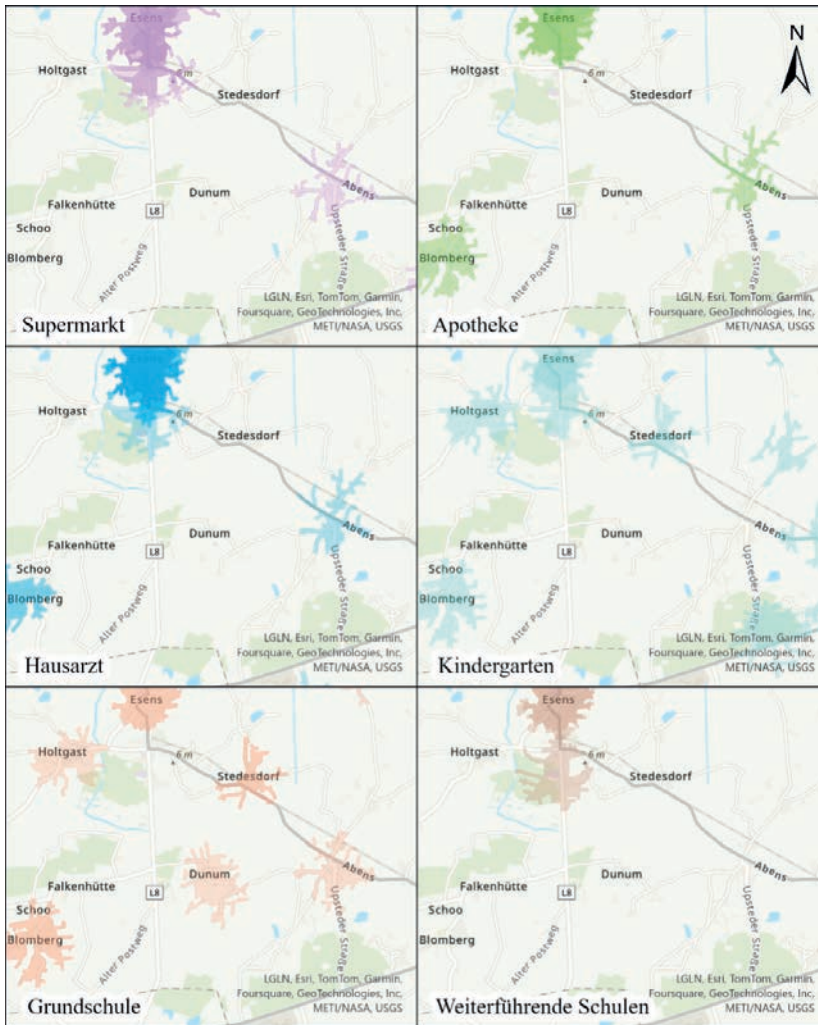 Esens
Holtgast
6 m
Stedesdorf
Abens
Dunum
Falkenhütte
L8
Schoo
Blomberg
Upsteder Straße
Alter Postweg
LGLN, Esri, TomTom, Garmin,
Foursquare, GeoTechnologies, Inc,
METI/NASA, USGS
Supermarkt
N
Esens
Holtgast
6 m
Stedesdorf
Abens
Dunum
Falkenhütte
L8
Schoo
Blomberg
Upsteder Straße
Alter Postweg
LGLN, Esri, TomTom, Garmin,
Foursquare, GeoTechnologies, Inc,
METI/NASA, USGS
Apotheke
Esens
Holtgast
6 m
Stedesdorf
Abens
Dunum
Falkenhütte
L8
Schoo
Blomberg
Upsteder Straße
Alter Postweg
LGLN, Esri, TomTom, Garmin,
Foursquare, GeoTechnologies, Inc,
METI/NASA, USGS
Hausarzt
Esens
Holtgast
6 m
Stedesdorf
Abens
Dunum
Falkenhütte
L8
Schoo
Blomberg
Upsteder Straße
Alter Postweg
LGLN, Esri, TomTom, Garmin,
Foursquare, GeoTechnologies, Inc,
METI/NASA, USGS
Kindergarten
Esens
Holtgast
6 m
Stedesdorf
Abens
Dunum
Falkenhütte
L8
Schoo
Blomberg
Upsteder Straße
Alter Postweg
LGLN, Esri, TomTom, Garmin,
Foursquare, GeoTechnologies, Inc,
METI/NASA, USGS
Grundschule
Esens
Holtgast
6 m
Stedesdorf
Abens
Dunum
Falkenhütte
L8
Schoo
Blomberg
Upsteder Straße
Alter Postweg
LGLN, Esri, TomTom, Garmin,
Foursquare, GeoTechnologies, Inc,
METI/NASA, USGS
Weiterführende Schulen